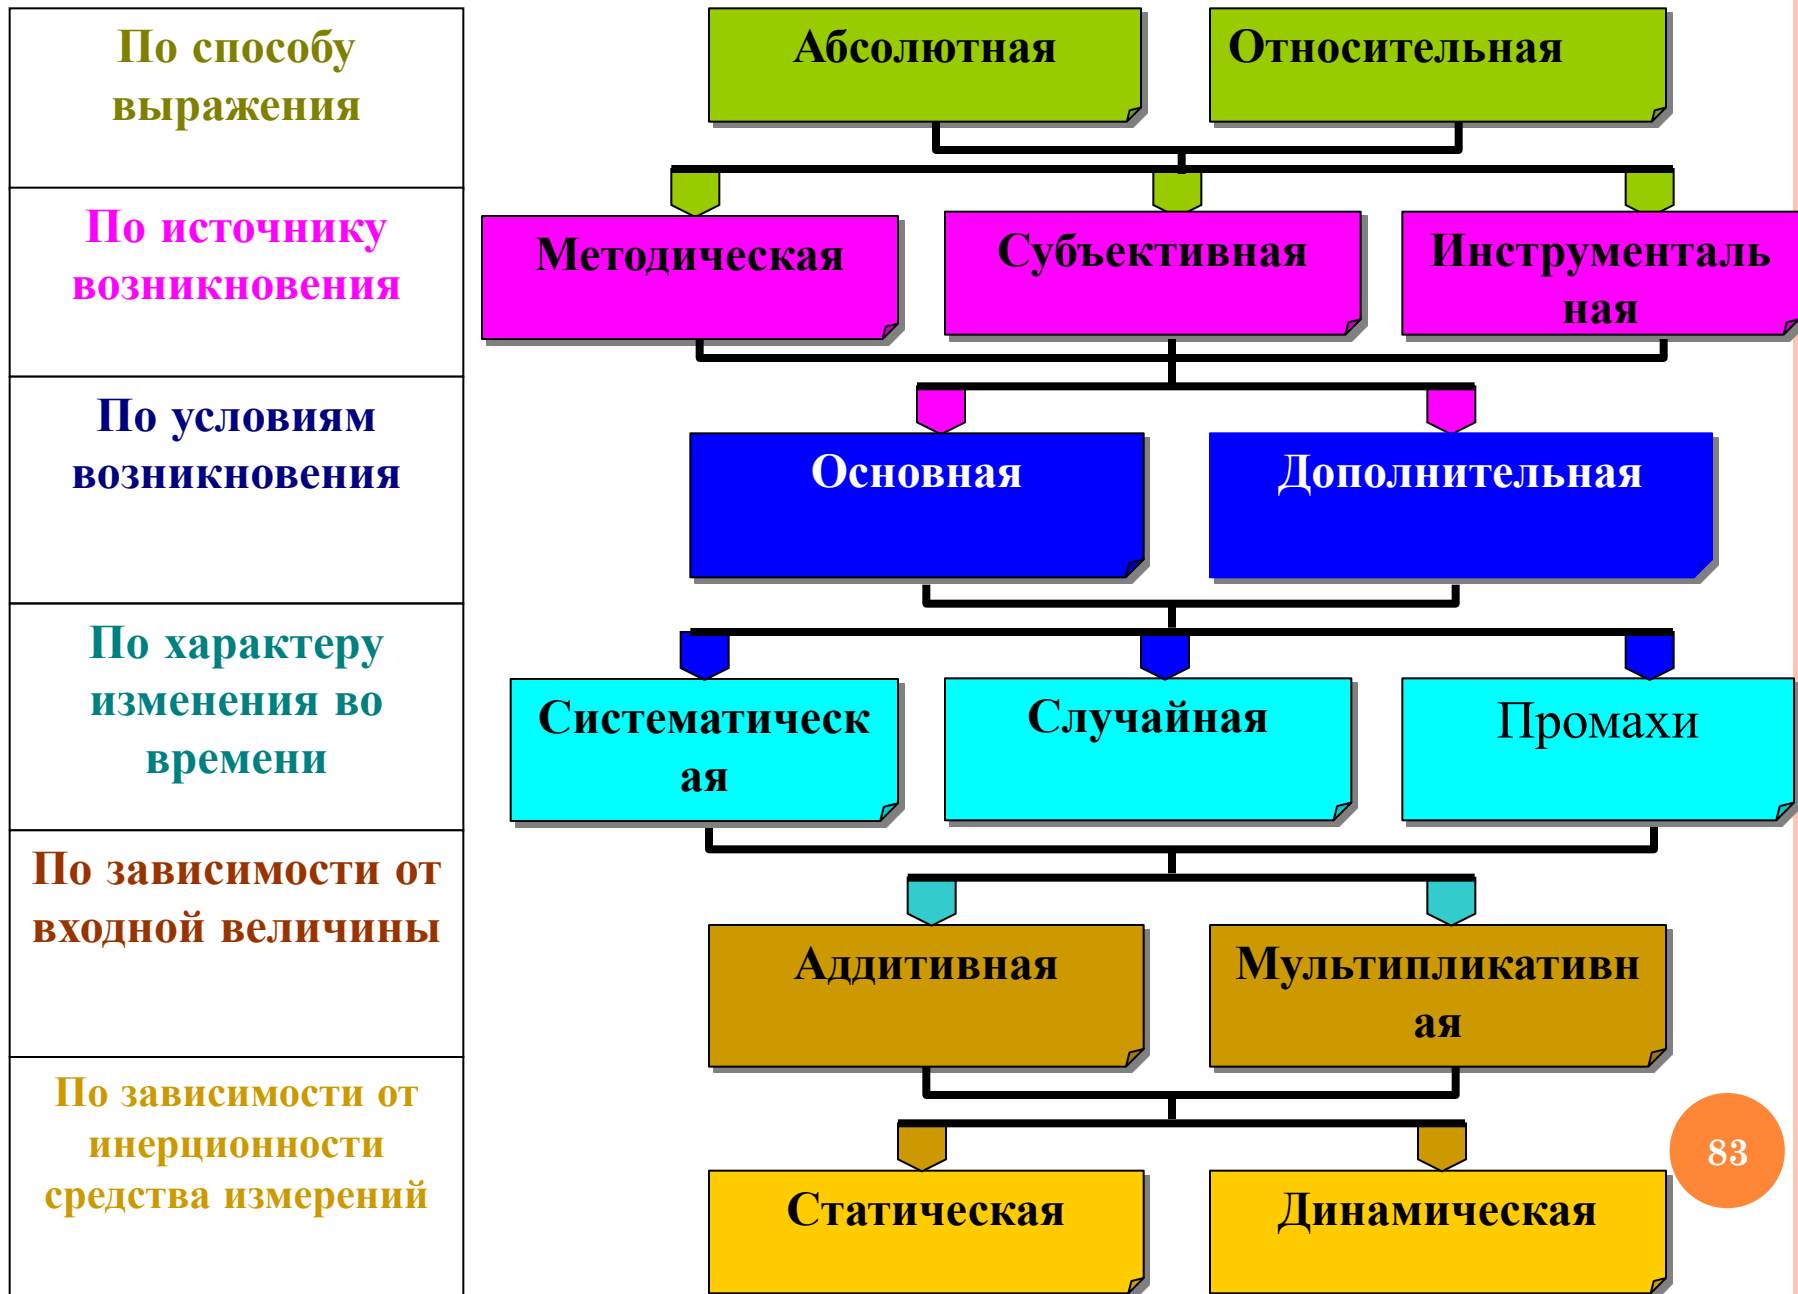 По способу
выражения
Абсолютная
Относительная
По источнику
возникновения
Методическая
Субъективная
Инструменталь
ная
По условиям
возникновения
Основная
Дополнительная
По характеру
изменения во
времени
Систематическ
ая
Случайная
Промахи
По зависимости от
входной величины
Аддитивная
Мультипликативн
ая
По зависимости от
инерционности
средства измерений
Статическая
Динамическая
83